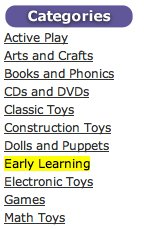 Categories
Active Play
Arts and Crafts
Books and Phonics
CDs and DVDs
Classic Toys
Construction Toys
Dolls and Puppets
Early Learning
Electronic Toys
Games
Math Toys